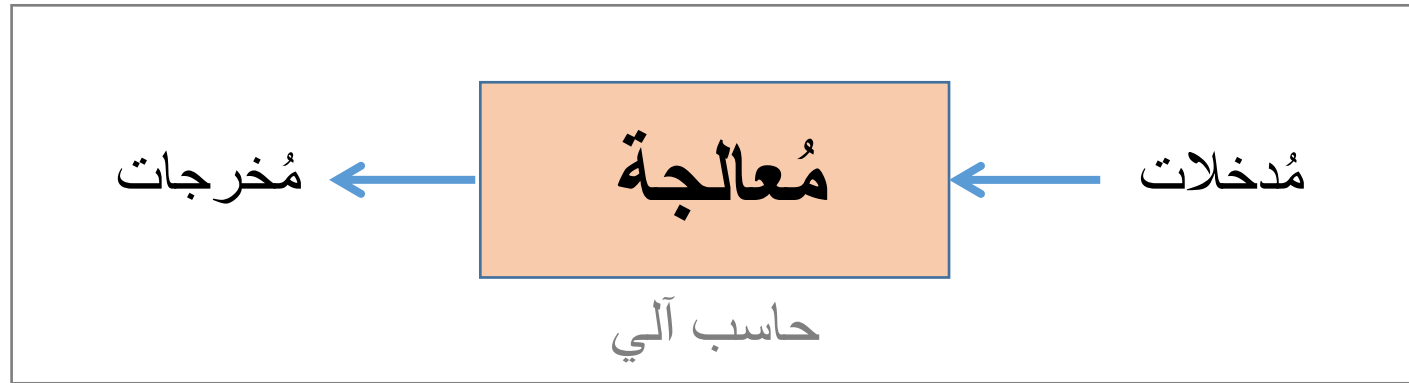 مُدخلات
مُعالجة
مُخرجات
حاسب آلي